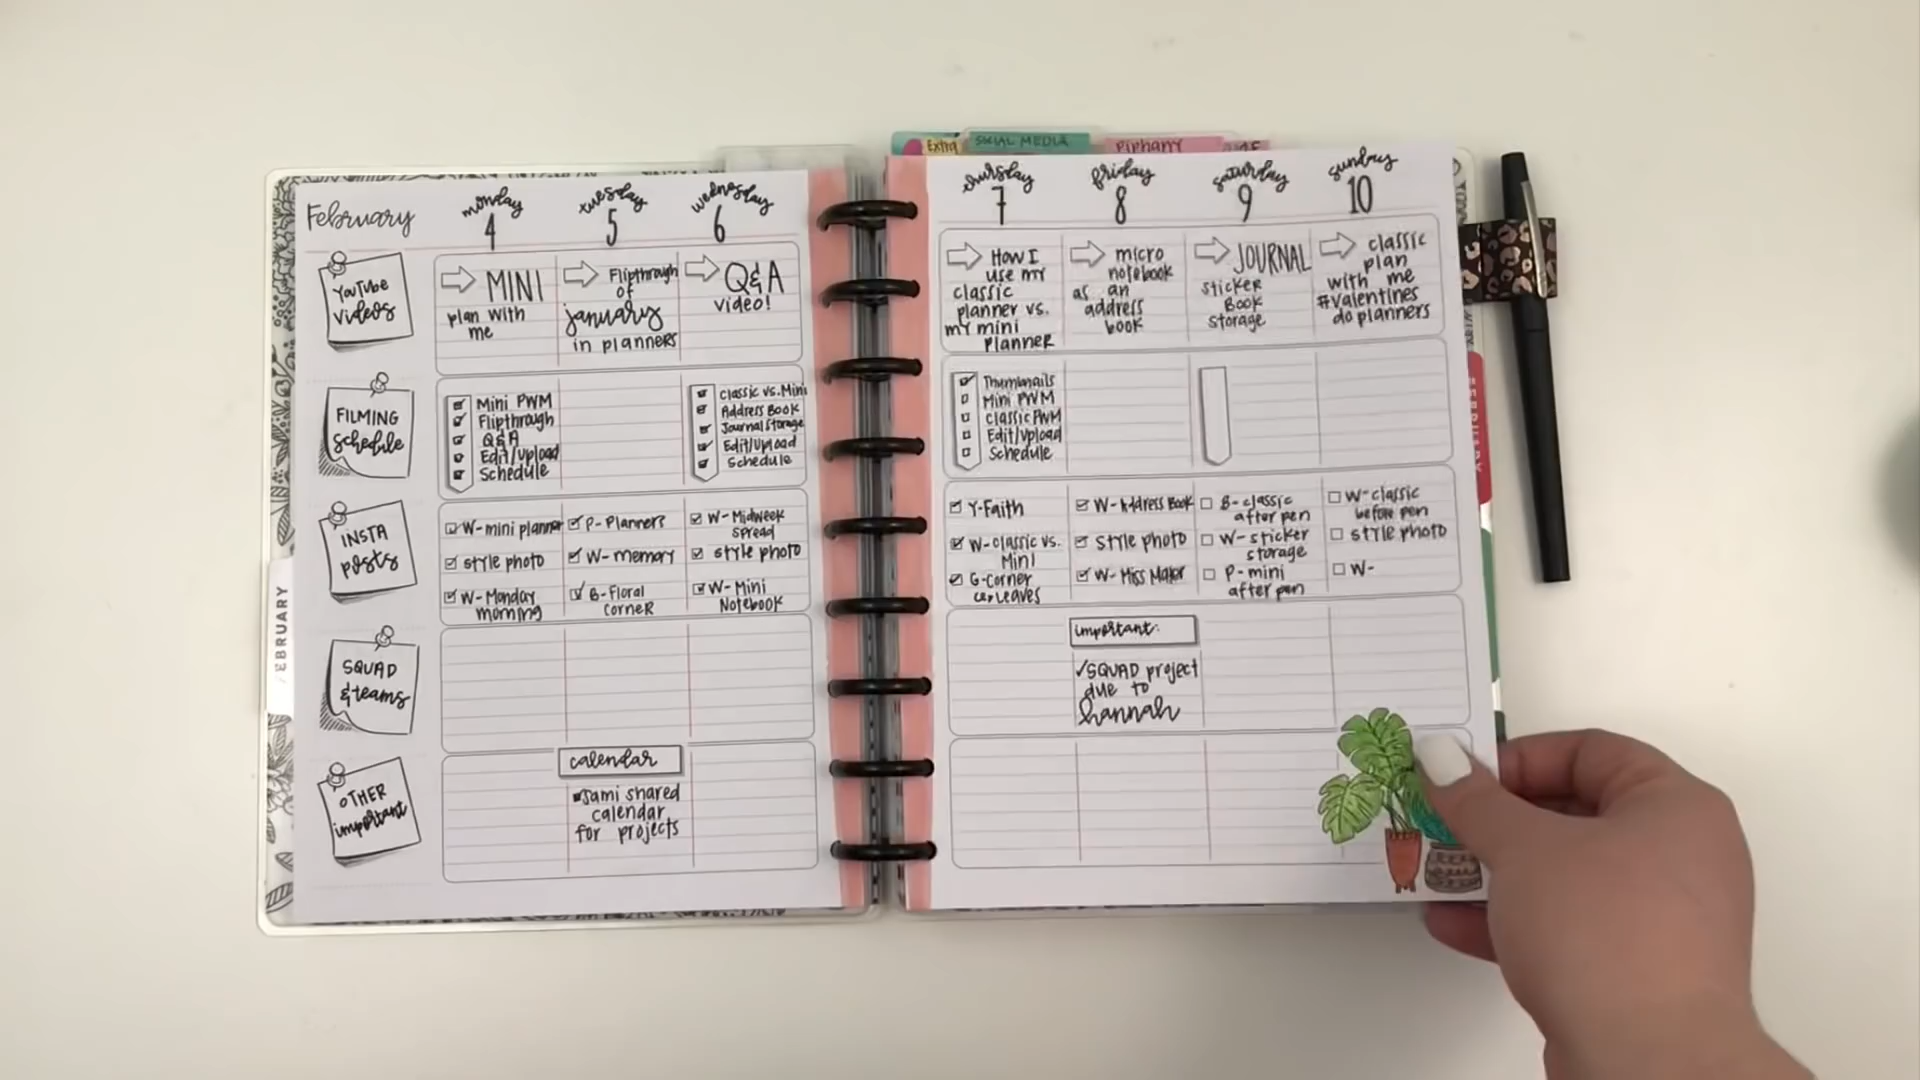 Extra
SOCIAL MEDIA
February
monday
4
tuesday
5
wednesday
6
thursday
7
friday
8
saturday
9
sunday
10
YouTube
videos
MINI
plan with
me
Flipthrough
of
january
in planners
Q&A
video!
How I
use my
classic
planner vs.
my mini
planner
micro
notebook
as an
address
book
JOURNAL
sticker
Book
storage
classic
plan
with me
#valentines
do planners
FILMING
schedule
Mini PWM
Flipthrough
Q&A
Edit/Upload
Schedule
classic vs. Mini
Address Book
Journal Storage
Edit/Upload
Schedule
Thumbnails
Mini PWM
Classic PWM
Edit/Upload
Schedule
INSTA
posts
W-mini planner
style photo
W-Monday
morning
P-Planners
W-memory
B-Floral
corner
W-Midweek
spread
style photo
W-Mini
Notebook
Y-Faith
W-classic vs.
Mini
G-Corner
W-Address Book
style photo
B-classic
after pen
W-sticker
storage
P-mini
after pen
W-classic
before pen
style photo
W-
SQUAD
& teams
important:
✓SQUAD project
due to
hannah
OTHER
important
calendar
sami shared
calendar
for projects
FEBRUARY
FEBRUARY